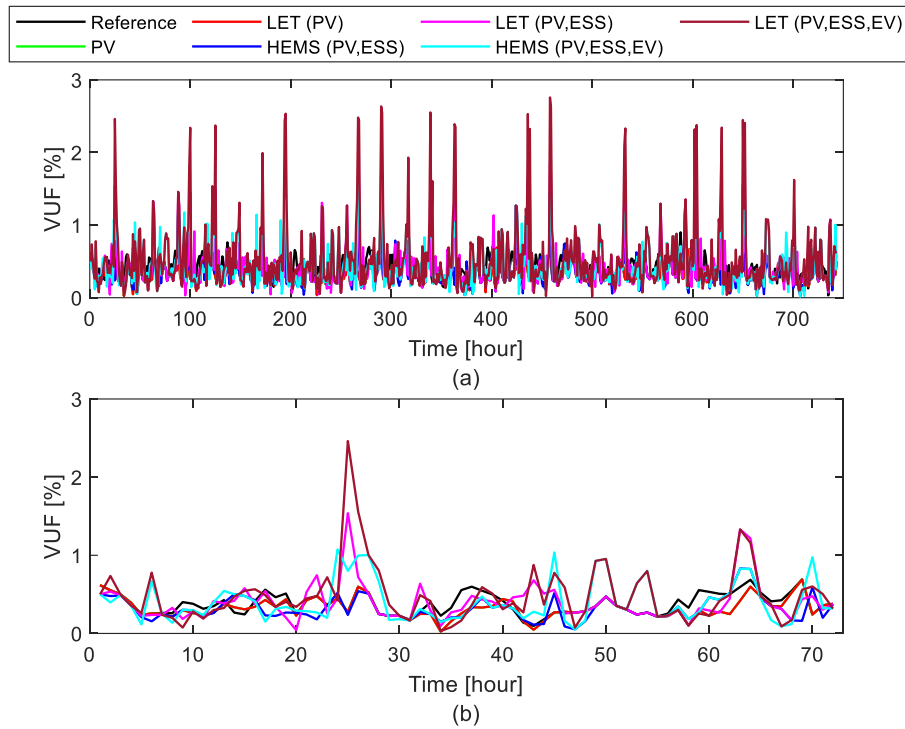 Reference LET (PV) LET (PV,ESS) LET (PV,ESS,EV)
PV HEMS (PV,ESS) HEMS (PV,ESS,EV)
3
2
1
0
VUF [%]
0 100 200 300 400 500 600 700
Time [hour]
(a)
3
2
1
0
VUF [%]
0 10 20 30 40 50 60 70
Time [hour]
(b)